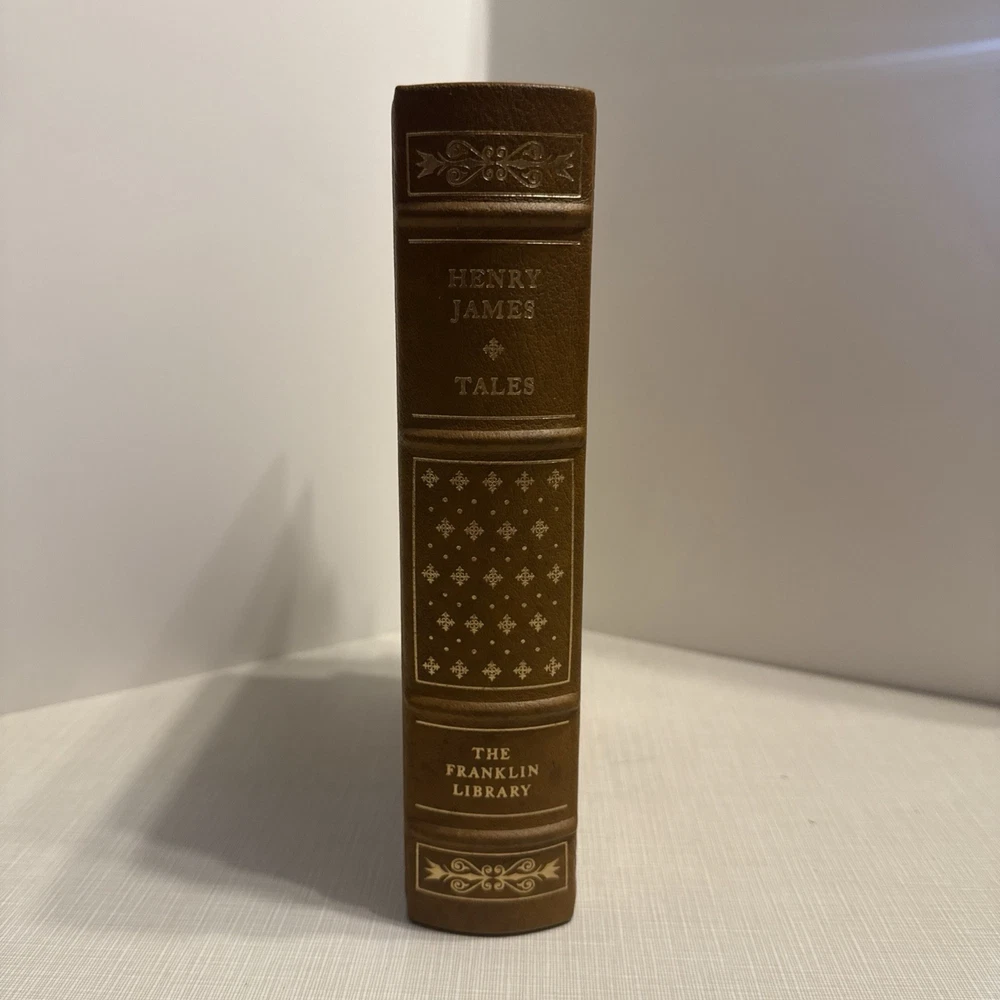 HENRY
JAMES
TALES
THE
FRANKLIN
LIBRARY